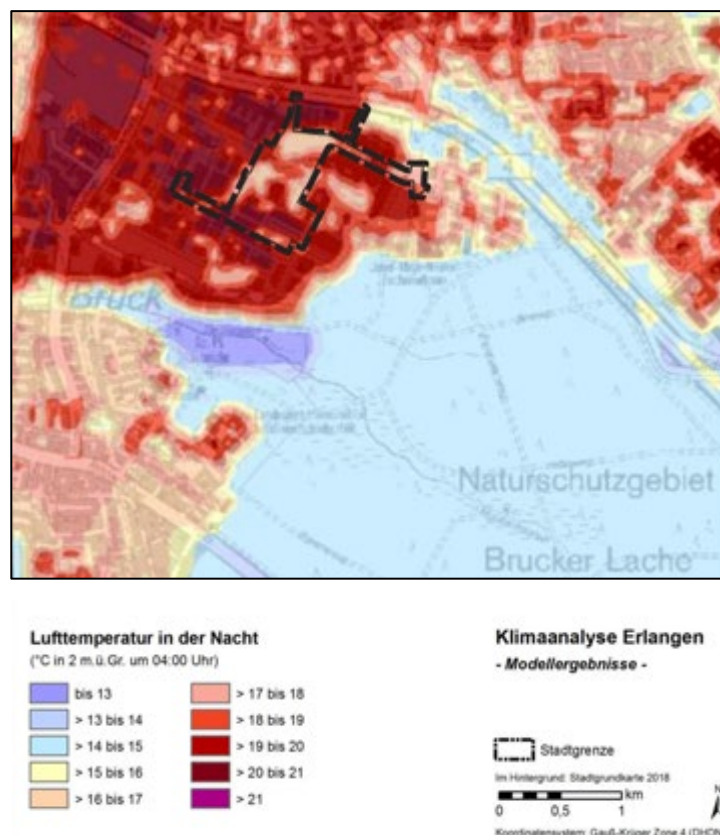 Bruck
Naturschutzgebiet
Brucker Lache
Lufttemperatur in der Nacht
(°C in 2 m.ü.Gr. um 04:00 Uhr)
bis 13
> 13 bis 14
> 14 bis 15
> 15 bis 16
> 16 bis 17
> 17 bis 18
> 18 bis 19
> 19 bis 20
> 20 bis 21
> 21
Klimaanalyse Erlangen
- Modellergebnisse -
Stadtgrenze
Im Hintergrund: Stadtgrundkarte 2018
km
0 0,5 1
N
Koordinatensystem: Gauß-Krüger Zone 4